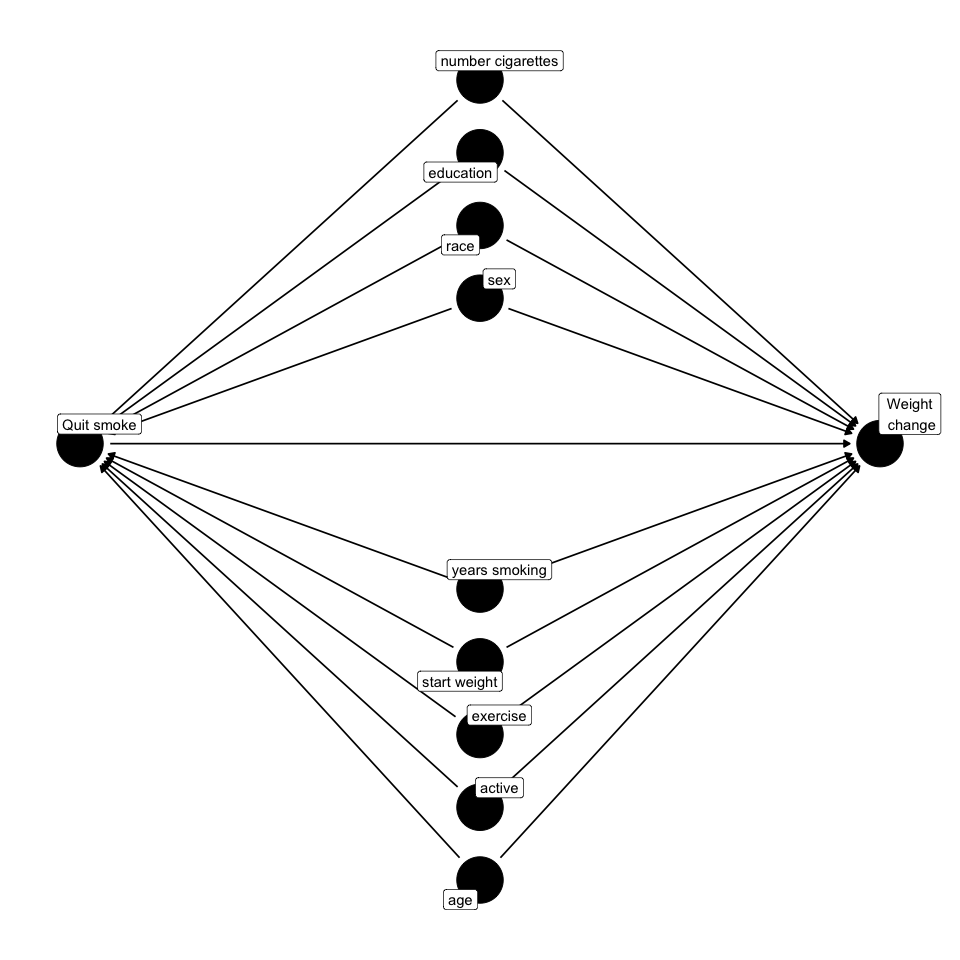 number cigarettes
education
race
sex
Quit smoke
Weight
change
years smoking
start weight
exercise
active
age